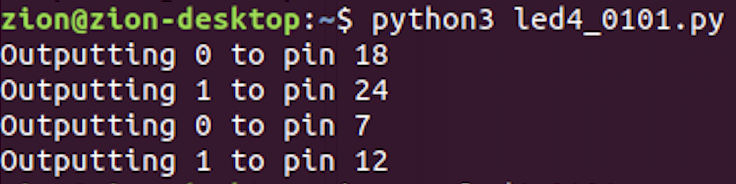 zion@zion-desktop:~$ python3 led4_0101.py
Outputting 0 to pin 18
Outputting 1 to pin 24
Outputting 0 to pin 7
Outputting 1 to pin 12